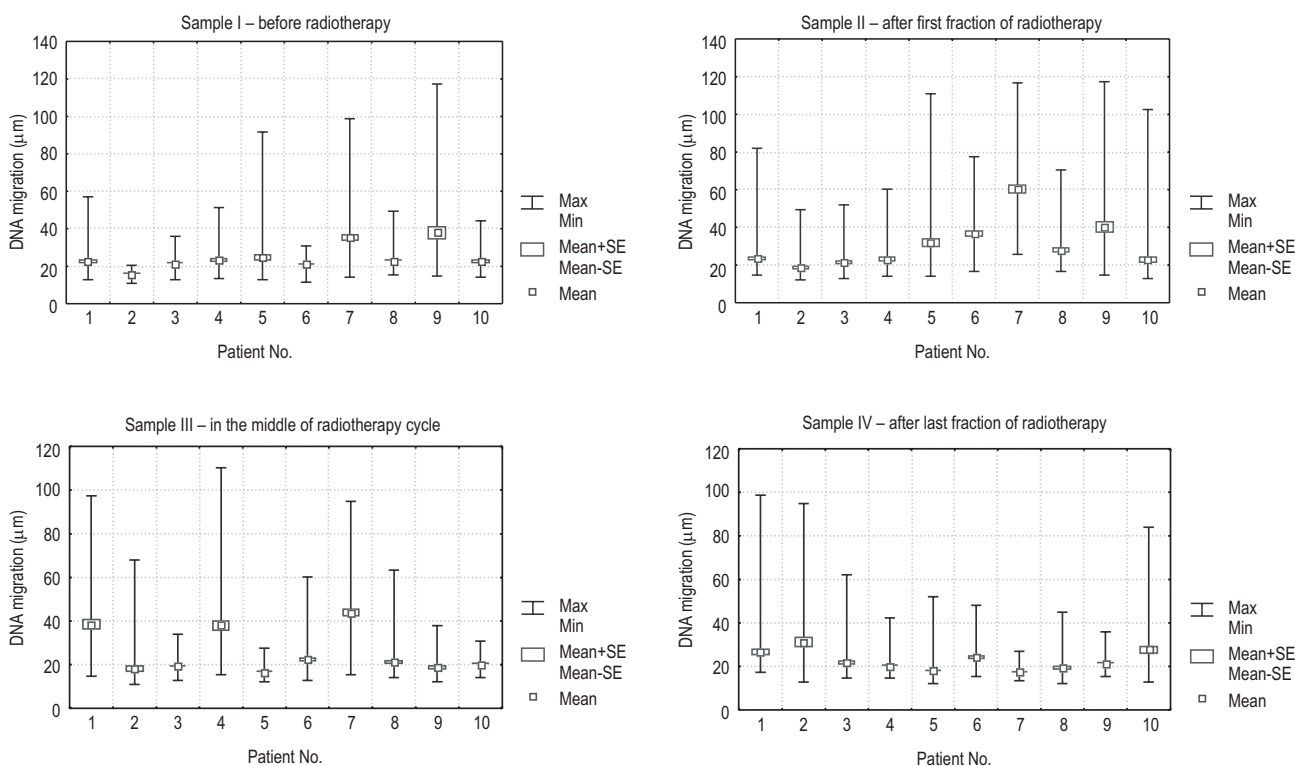 Sample I – before radiotherapy
140
120
100
80
60
40
20
0
DNA migration (μm)
1 2 3 4 5 6 7 8 9 10
Patient No.
Max
Min
Mean+SE
Mean-SE
Mean
Sample II – after first fraction of radiotherapy
140
120
100
80
60
40
20
0
DNA migration (μm)
1 2 3 4 5 6 7 8 9 10
Patient No.
Max
Min
Mean+SE
Mean-SE
Mean
Sample III – in the middle of radiotherapy cycle
120
100
80
60
40
20
0
DNA migration (μm)
1 2 3 4 5 6 7 8 9 10
Patient No.
Max
Min
Mean+SE
Mean-SE
Mean
Sample IV – after last fraction of radiotherapy
120
100
80
60
40
20
0
DNA migration (μm)
1 2 3 4 5 6 7 8 9 10
Patient No.
Max
Min
Mean+SE
Mean-SE
Mean